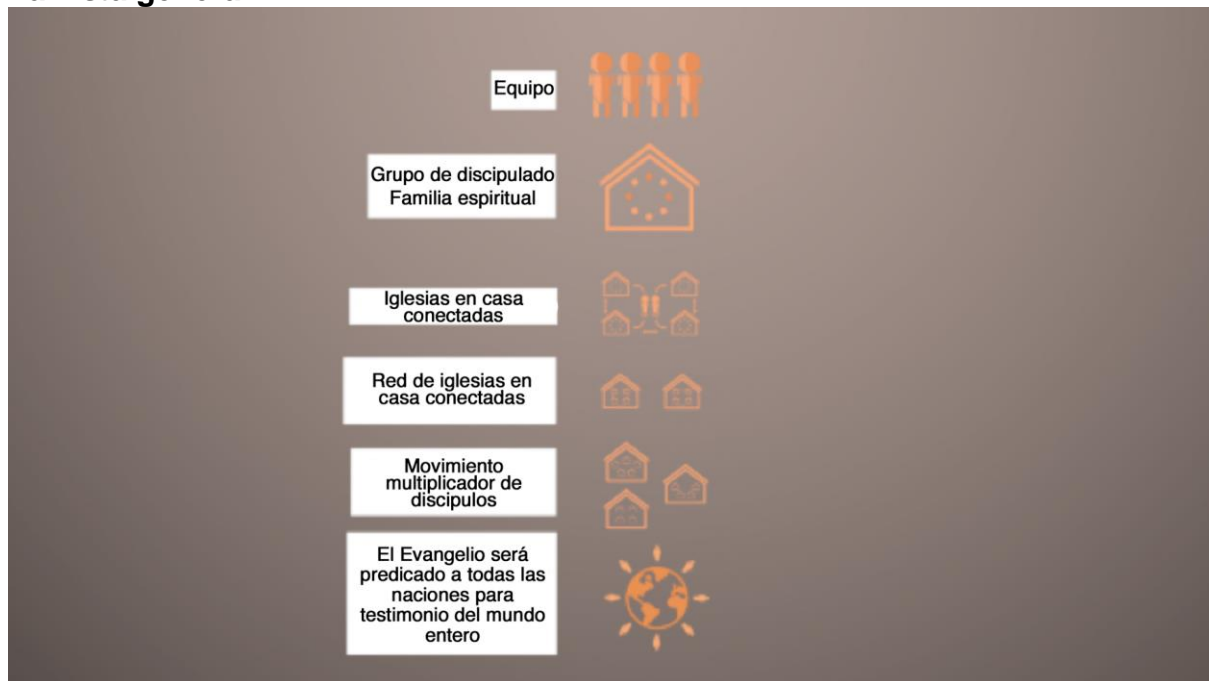 Equipo
Grupo de discipulado
Familia espiritual
Iglesias en casa
conectadas
Red de iglesias en
casa conectadas
Movimiento
multiplicador de
discipulos
El Evangelio será
predicado a todas las
naciones para
testimonio del mundo
entero